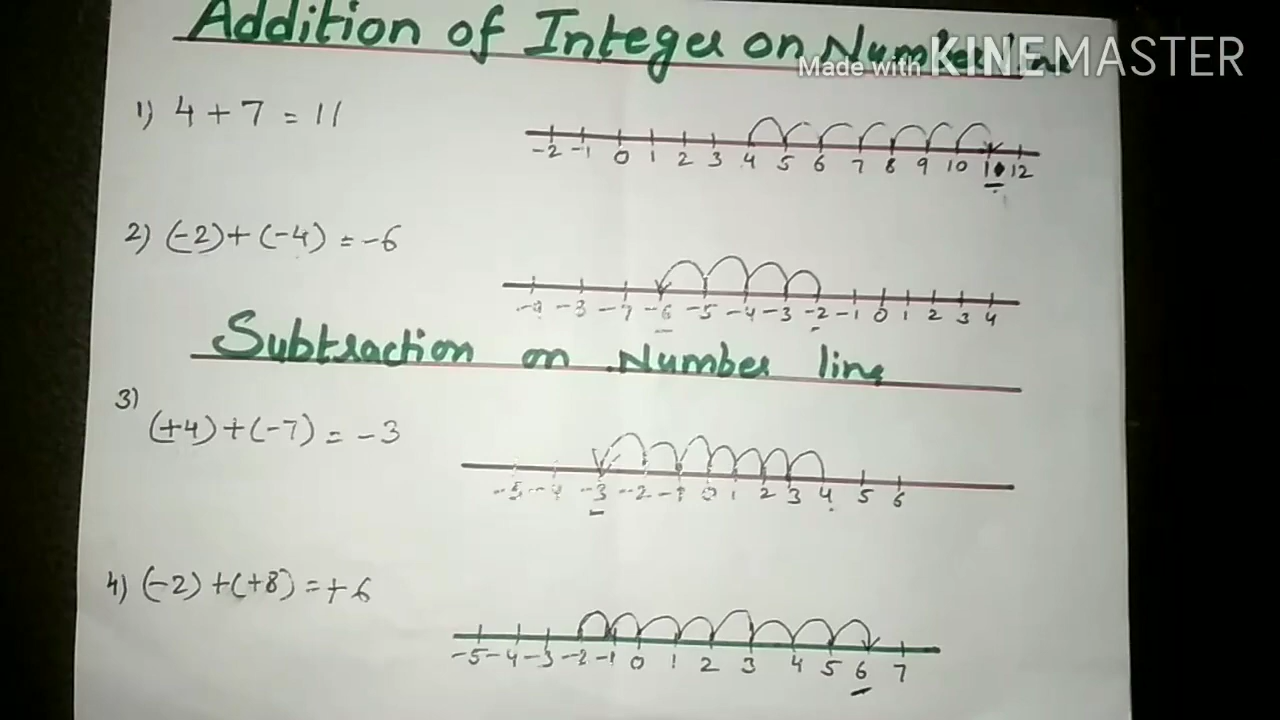 Addition of Integer on Number line
Made with KINEMASTER
1) 4 + 7 = 11
-2 -1 0 1 2 3 4 5 6 7 8 9 10 11 12
2) (-2) + (-4) = -6
-3 -7 -6 -5 -4 -3 -2 -1 0 1 2 3 4
Subtraction on Number line
3)
(+4) + (-7) = -3
-5 -4 -3 -2 -1 0 1 2 3 4 5 6
4) (-2) + (+8) = +6
-5 -4 -3 -2 -1 0 1 2 3 4 5 6 7